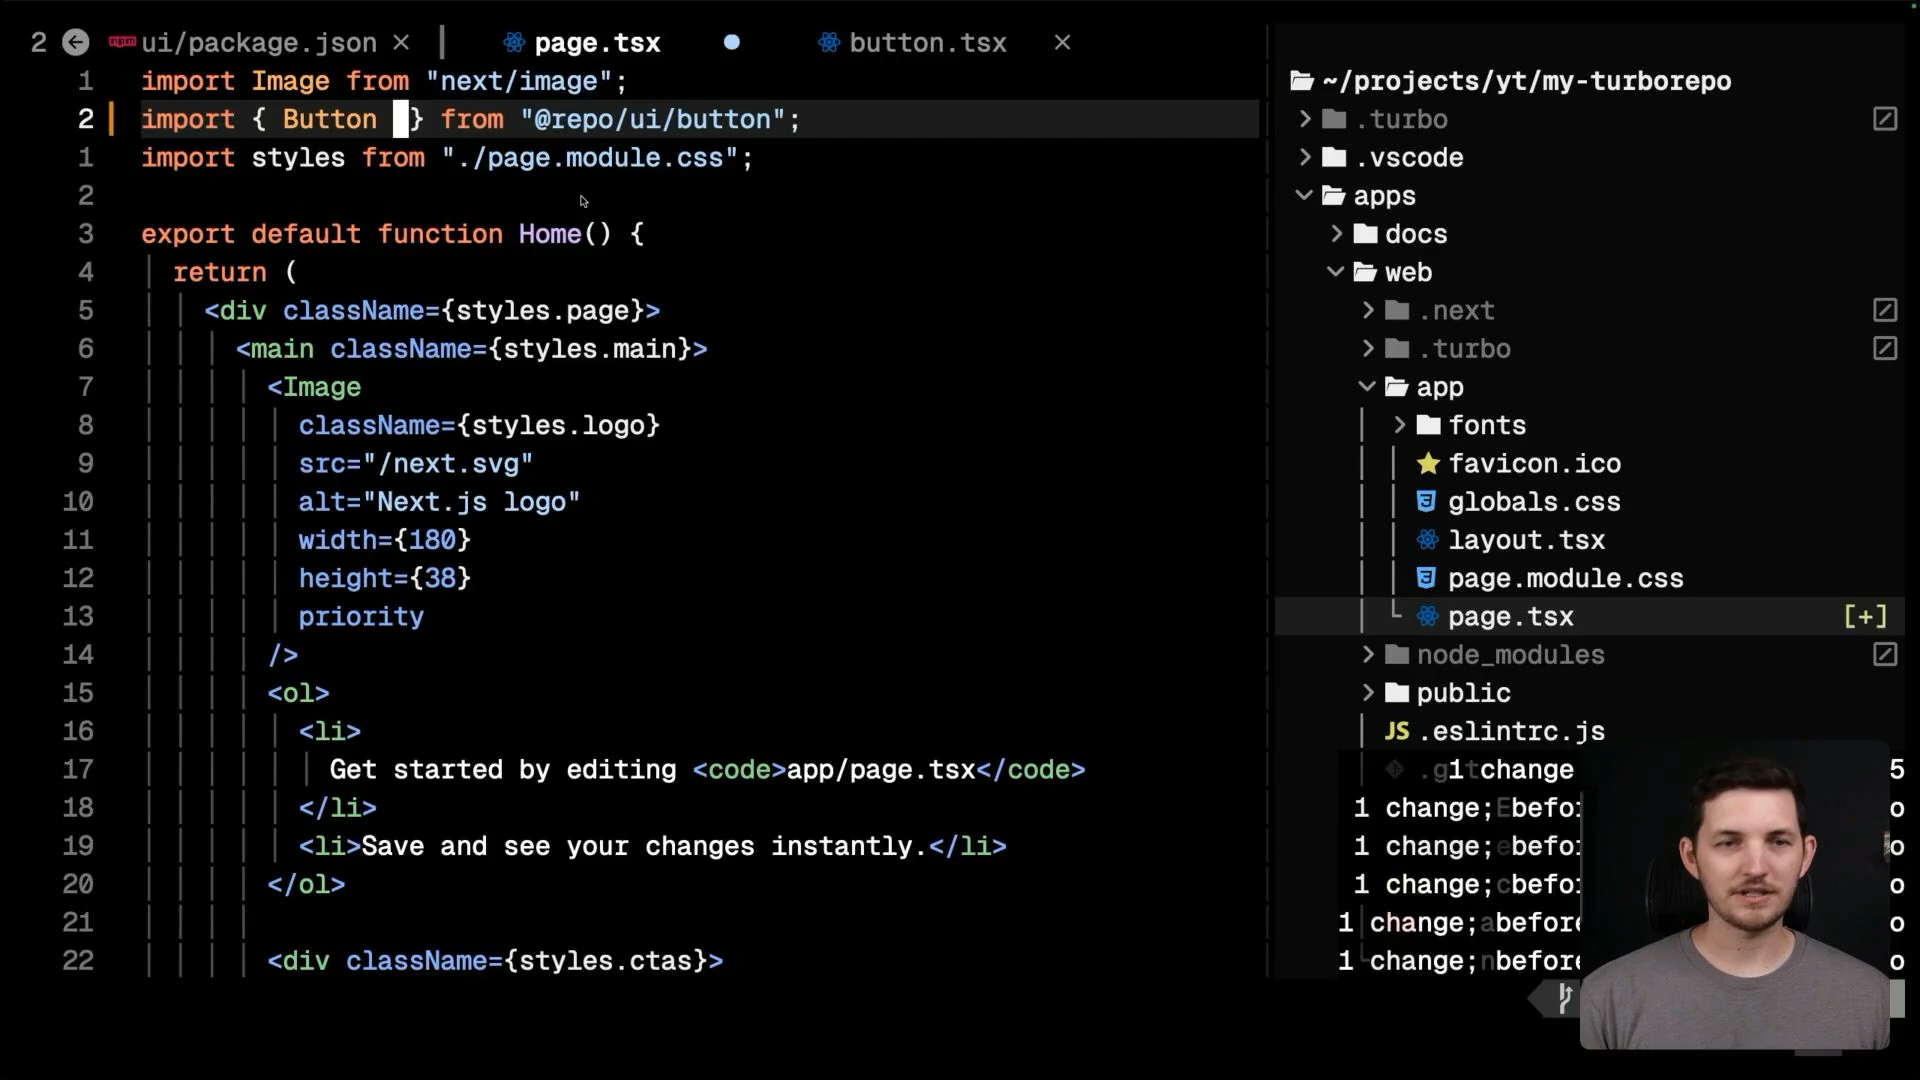 2 ui/package.json page.tsx button.tsx
1 import Image from "next/image";
2 import { Button } from "@repo/ui/button";
1 import styles from "./page.module.css";
2
3 export default function Home() {
4 return (
5 <div className={styles.page}>
6 <main className={styles.main}>
7 <Image
8 className={styles.logo}
9 src="/next.svg"
10 alt="Next.js logo"
11 width={180}
12 height={38}
13 priority
14 />
15 <ol>
16 <li>
17 Get started by editing <code>app/page.tsx</code>
18 </li>
19 <li>Save and see your changes instantly.</li>
20 </ol>
21
22 <div className={styles.ctas}>
~/projects/yt/my-turborepo
.turbo
.vscode
apps
docs
web
.next
.turbo
app
fonts
favicon.ico
globals.css
layout.tsx
page.module.css
page.tsx [+]
node_modules
public
JS .eslintrc.js
1 change
1 change;
1 change;
1 change;
1 change; before
1 change; before